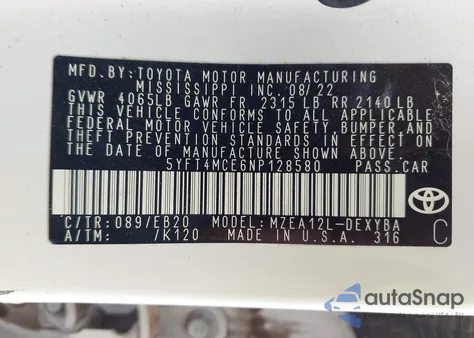 MFD. BY: TOYOTA MOTOR MANUFACTURING
MISSISSIPPI INC. 08/22
GVWR 4065LB GAWR FR 2315 LB RR 2140 LB
THIS VEHICLE CONFORMS TO ALL APPLICABLE
FEDERAL MOTOR VEHICLE SAFETY, BUMPER, AND
THEFT PREVENTION STANDARDS IN EFFECT ON
THE DATE OF MANUFACTURE SHOWN ABOVE.
5YFT4MCE6NP128580 PASS. CAR
C/TR: 089/EB20 MODEL: MZEA12L-DEXYBA
A/TM: /K120 MADE IN U.S.A. 316
TOYOTA
C
autoSnap